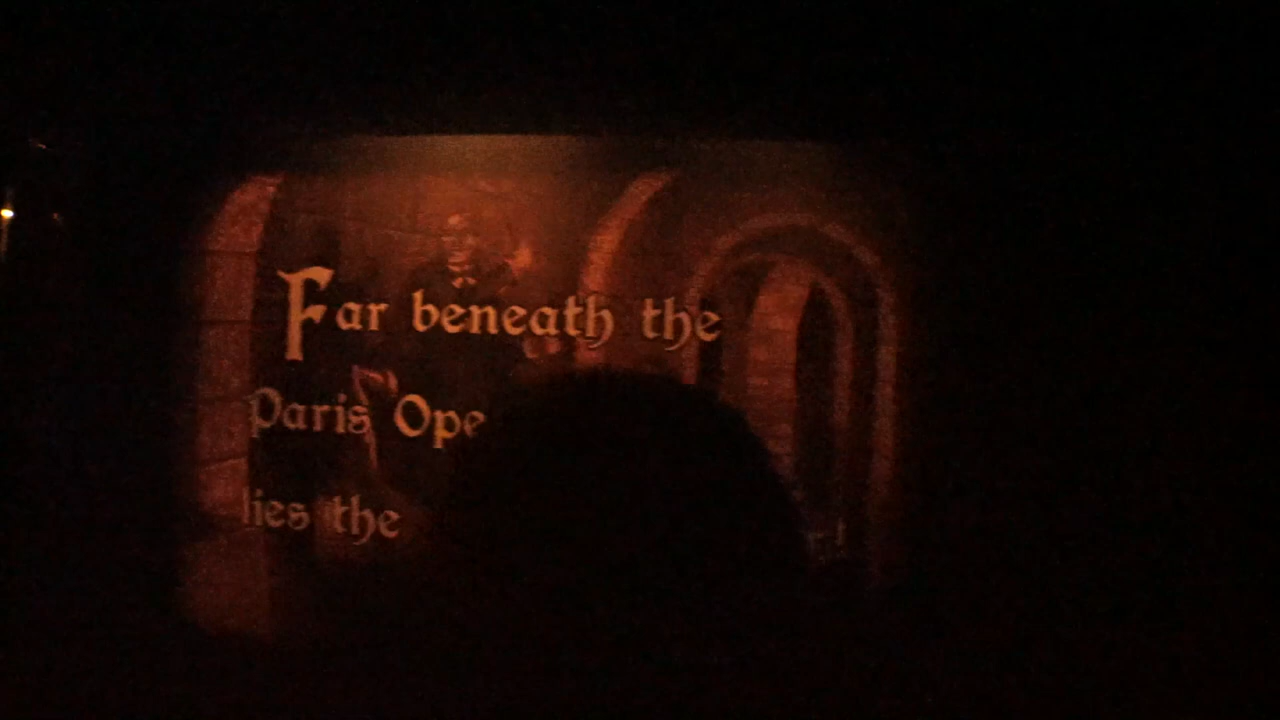 Far beneath the
Paris Ope
lies the